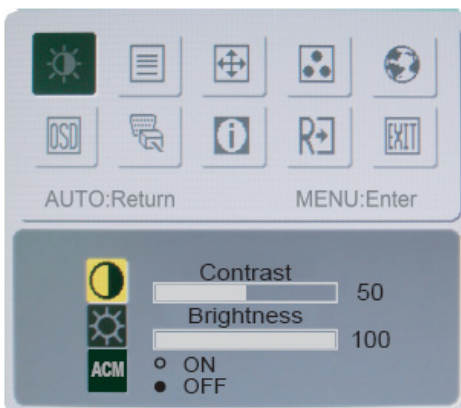 OSD
i
R
EXIT
AUTO:Return MENU:Enter
Contrast
50
Brightness
100
ACM
ON
OFF